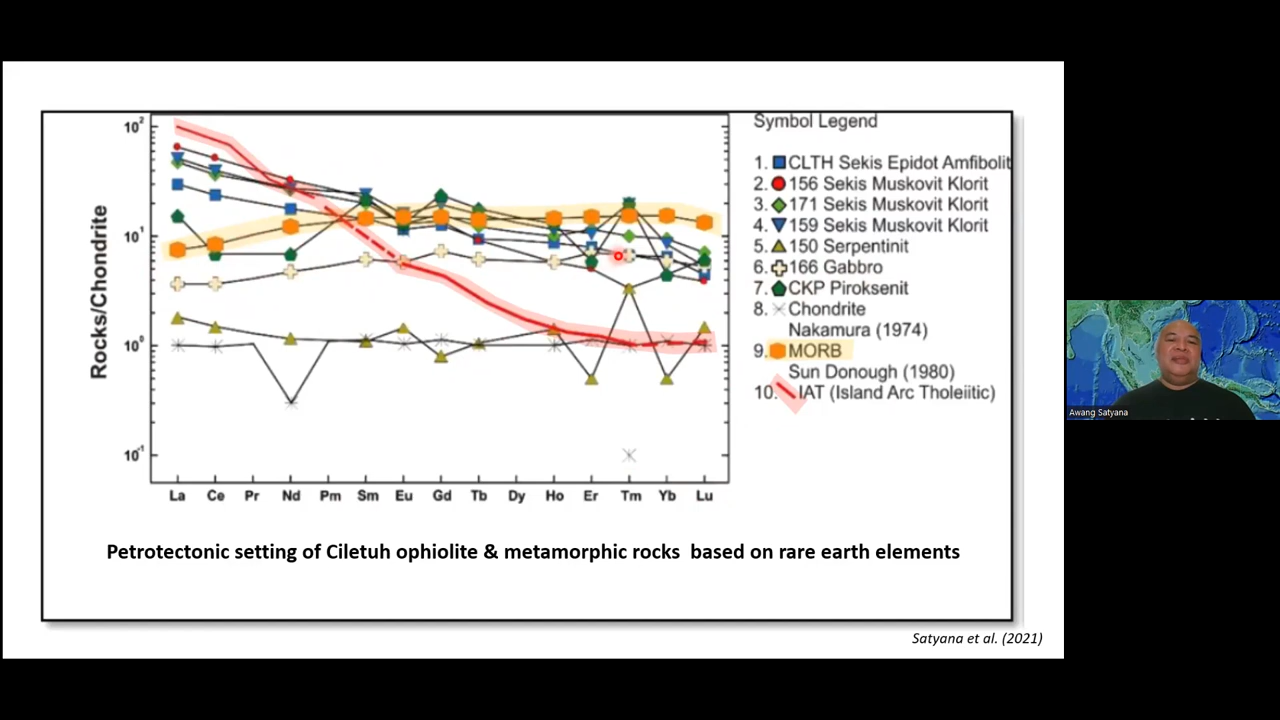 Symbol Legend
1. CLTH Sekis Epidot Amfibolit
2. 156 Sekis Muskovit Klorit
3. 171 Sekis Muskovit Klorit
4. 159 Sekis Muskovit Klorit
5. 150 Serpentinit
6. 166 Gabbro
7. CKP Piroksenit
8. Chondrite
Nakamura (1974)
9. MORB
Sun Donough (1980)
10. IAT (Island Arc Tholeiitic)
Rocks/Chondrite
10²
10¹
10⁰
10⁻¹
La Ce Pr Nd Pm Sm Eu Gd Tb Dy Ho Er Tm Yb Lu
Petrotectonic setting of Ciletuh ophiolite & metamorphic rocks based on rare earth elements
Satyana et al. (2021)
Awang Satyana